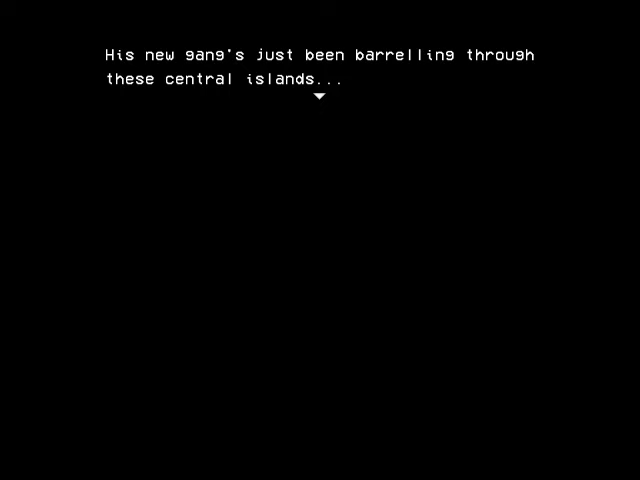 His new gang's just been barrelling through
these central islands...